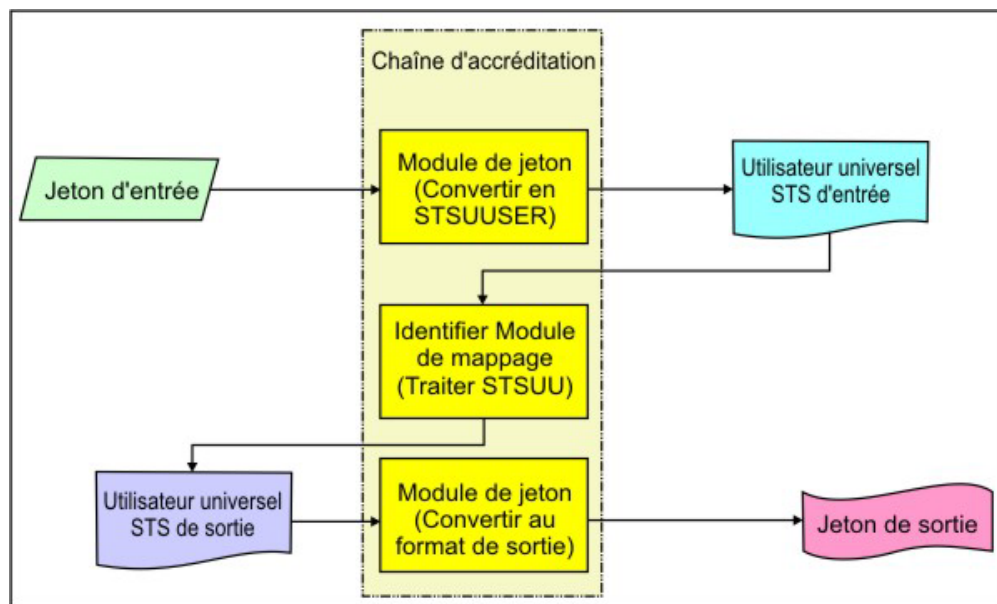 Chaîne d'accréditation
Jeton d'entrée
Module de jeton
(Convertir en
STSUUSER)
Utilisateur universel
STS d'entrée
Identifier Module
de mappage
(Traiter STSUU)
Utilisateur universel
STS de sortie
Module de jeton
(Convertir au
format de sortie)
Jeton de sortie